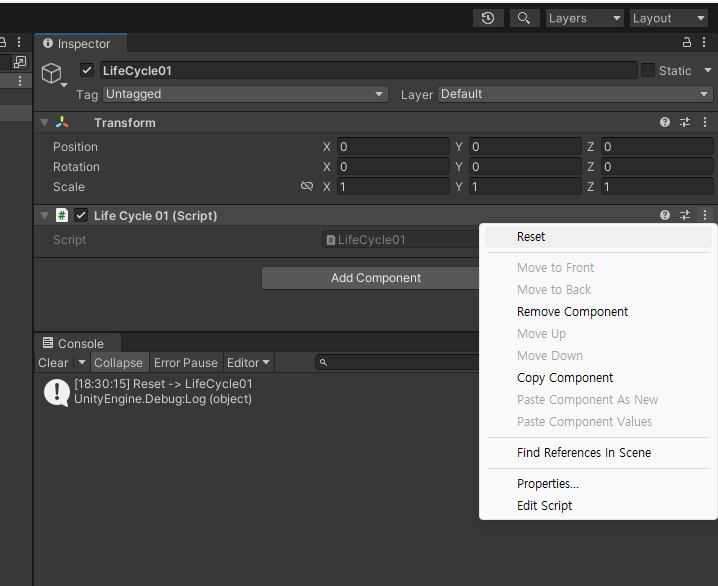 Layers
Layout
Inspector
LifeCycle01
Static
Tag Untagged
Layer Default
Transform
Position X 0 Y 0 Z 0
Rotation X 0 Y 0 Z 0
Scale X 1 Y 1 Z 1
# Life Cycle 01 (Script)
Script
# LifeCycle01
Add Component
Reset
Move to Front
Move to Back
Remove Component
Move Up
Move Down
Copy Component
Paste Component As New
Paste Component Values
Find References In Scene
Properties...
Edit Script
Console
Clear Collapse Error Pause Editor
[18:30:15] Reset -> LifeCycle01
UnityEngine.Debug:Log (object)